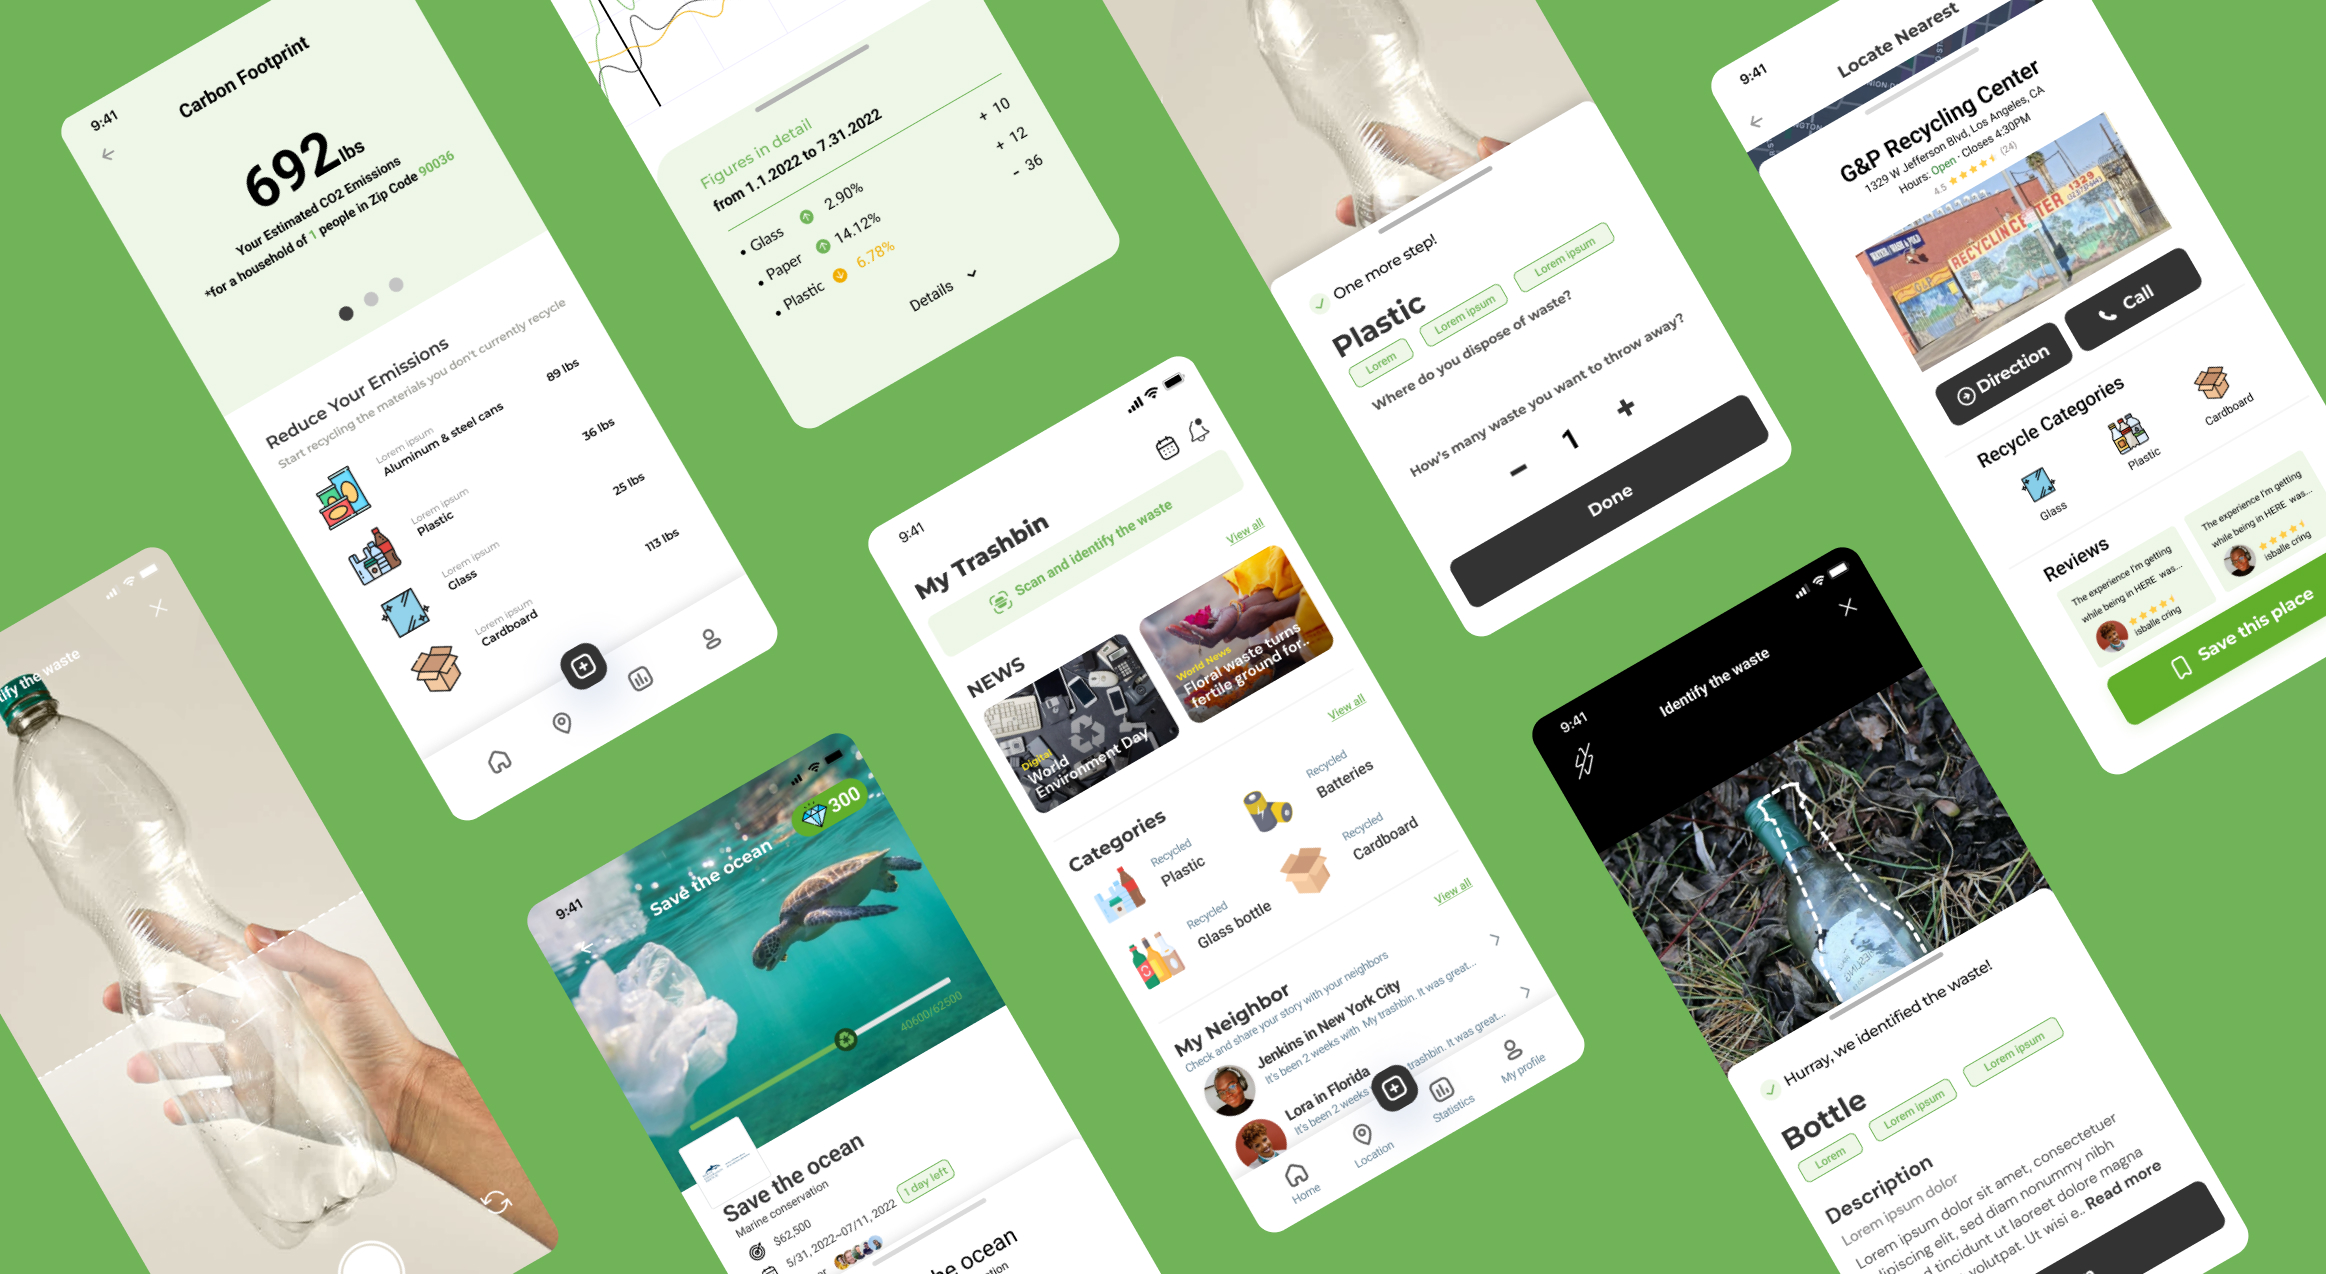 9:41
Carbon Footprint
692 lbs
Your Estimated CO2 Emissions
*for a household of 1 people in Zip Code 90036
Reduce Your Emissions
Start recycling the materials you don't currently recycle
Lorem ipsum
Aluminum & steel cans
89 lbs
Lorem ipsum
Plastic
36 lbs
Lorem ipsum
Glass
25 lbs
Lorem ipsum
Cardboard
113 lbs
Figures in detail
from 1.1.2022 to 7.31.2022
• Glass 2.90% + 10
• Paper 14.12% + 12
• Plastic 6.78% - 36
Details
One more step!
Plastic
Lorem
Lorem ipsum
Lorem ipsum
Where do you dispose of waste?
How's many waste you want to throw away?
1
Done
9:41
Locate Nearest
G&P Recycling Center
1329 W Jefferson Blvd, Los Angeles, CA
Hours: Open · Closes 4:30PM
4.5 (24)
RECYCLING CENTER
1329
Direction
Call
Recycle Categories
Glass
Plastic
Cardboard
Reviews
The experience I'm getting
while being in HERE was...
isballe cring
The experience I'm getting
while being in HERE was...
isballe cring
Save this place
tify the waste
9:41
Save the ocean
300
40600/62500
Save the ocean
Marine conservation
$62,500
5/31, 2022~07/11, 2022
1 day left
he ocean
9:41
My Trashbin
Scan and identify the waste
NEWS
View all
Digital
World
Environment Day
World News
Floral waste turns
fertile ground for..
Categories
View all
Recycled
Plastic
Recycled
Batteries
Recycled
Glass bottle
Recycled
Cardboard
My Neighbor
View all
Check and share your story with your neighbors
Jenkins in New York City
It's been 2 weeks with My trashbin. It was great...
Lora in Florida
It's been 2 weeks trashbin. It was great...
Home
Location
Statistics
My profile
9:41
Identify the waste
Hurray, we identified the waste!
Bottle
Lorem
Lorem ipsum
Lorem ipsum
Description
Lorem ipsum dolor
Lorem ipsum dolor sit amet, consectetuer
dipiscing elit, sed diam nonummy nibh
d tincidunt ut laoreet dolore magna
volutpat. Ut wisi e.. Read more